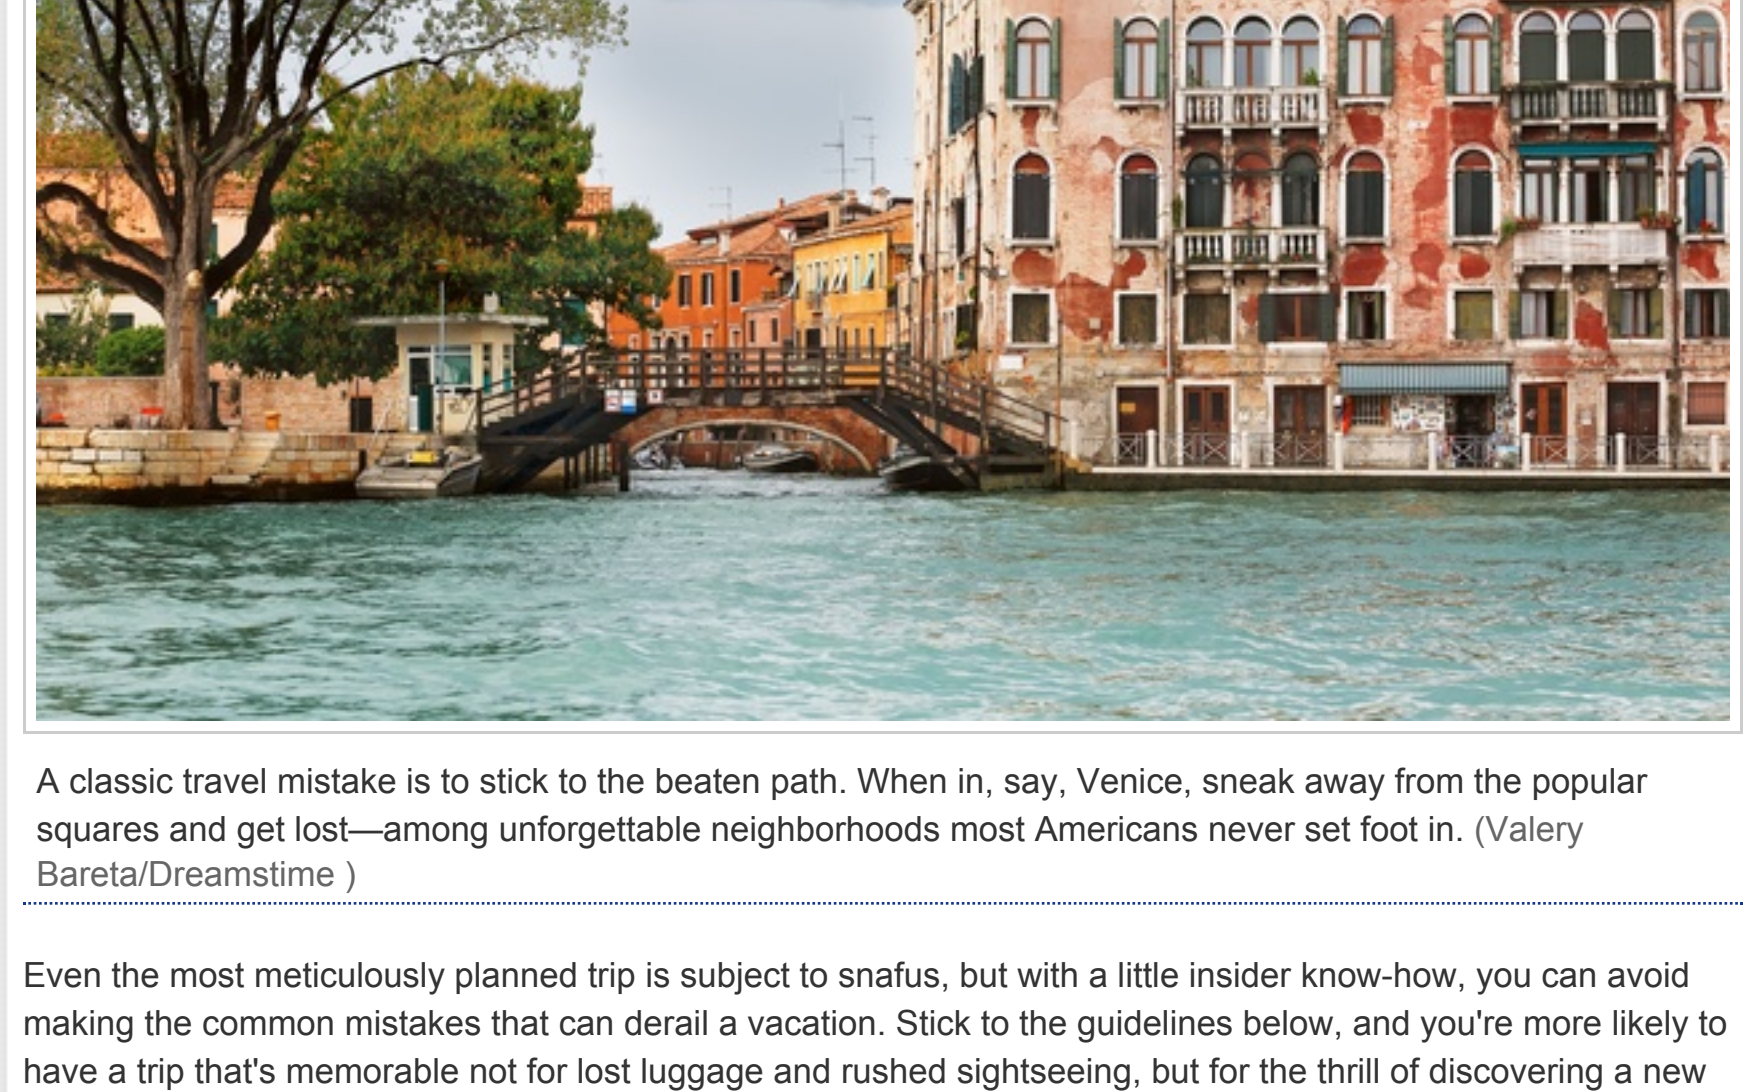 A classic travel mistake is to stick to the beaten path. When in, say, Venice, sneak away from the popular
squares and get lost—among unforgettable neighborhoods most Americans never set foot in. (Valery
Bareta/Dreamstime )
Even the most meticulously planned trip is subject to snafus, but with a little insider know-how, you can avoid
making the common mistakes that can derail a vacation. Stick to the guidelines below, and you're more likely to
have a trip that's memorable not for lost luggage and rushed sightseeing, but for the thrill of discovering a new